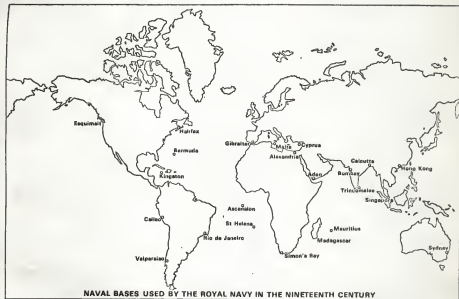 Esquimalt
Halifax
Bermuda
Kingston
Gibraltar
Malta
Cyprus
Alexandria
Aden
Calcutta
Bombay
Hong Kong
Trincomalee
Singapore
Ascension
Callao
St Helena
Mauritius
Rio de Janeiro
Madagascar
Valparaiso
Simon's Bay
Sydney
NAVAL BASES USED BY THE ROYAL NAVY IN THE NINETEENTH CENTURY